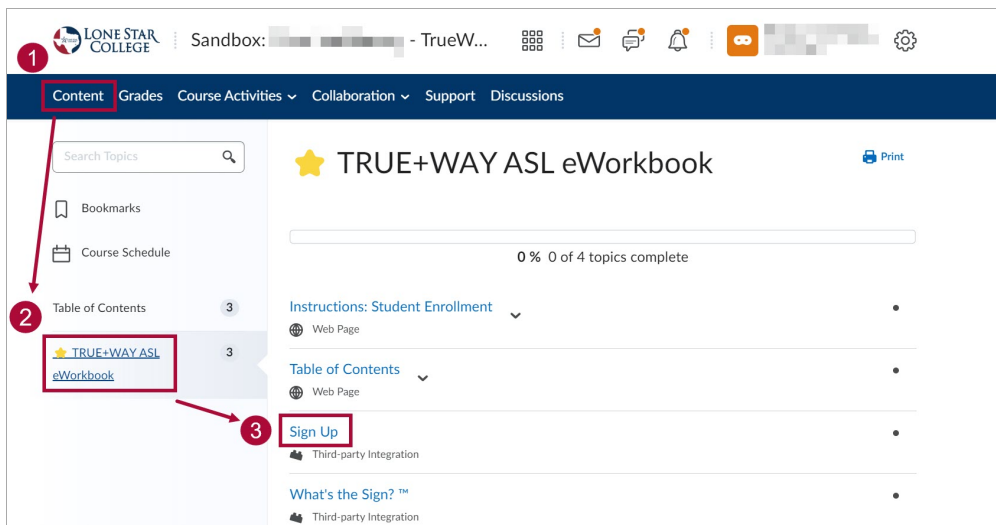 LONE STAR
COLLEGE
Sandbox: - TrueW...
1
Content Grades Course Activities Collaboration Support Discussions
Search Topics
TRUE+WAY ASL eWorkbook
Print
Bookmarks
0 % 0 of 4 topics complete
Course Schedule
2
Table of Contents 3
Instructions: Student Enrollment
Web Page
TRUE+WAY ASL
eWorkbook
3
Table of Contents
Web Page
3
Sign Up
Third-party Integration
What's the Sign? ™
Third-party Integration